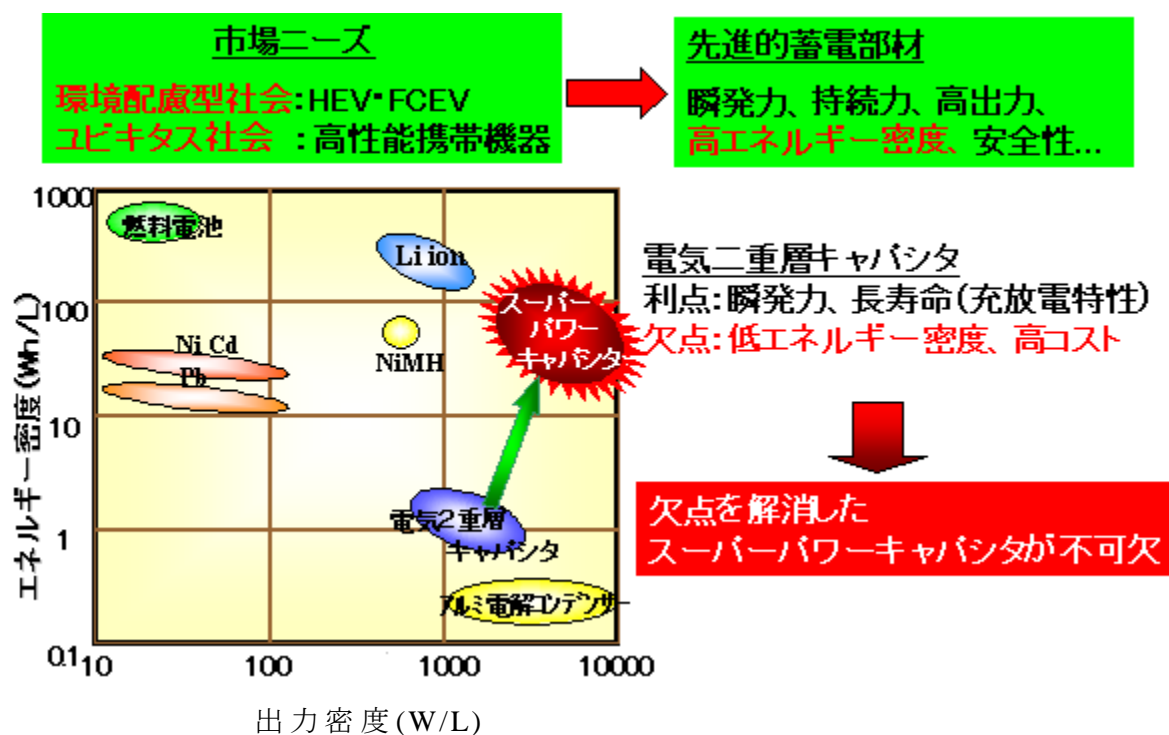 市場ニーズ
環境配慮型社会:HEV・FCEV
ユビキタス社会 :高性能携帯機器
先進的蓄電部材
瞬発力、持続力、高出力、
高エネルギー密度、安全性...
エネルギー密度(Wh/L)
1000
100
10
1
0.1
燃料電池
Li ion
スーパー
パワー
キャパシタ
Ni Cd
NiMH
Pb
電気2重層
キャパシタ
アルミ電解コンデンサー
10
100
1000
10000
出力密度(W/L)
電気二重層キャパシタ
利点:瞬発力、長寿命(充放電特性)
欠点:低エネルギー密度、高コスト
欠点を解消した
スーパーパワーキャパシタが不可欠